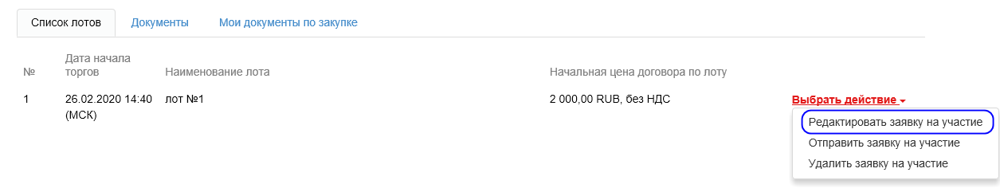 Список лотов Документы Мои документы по закупке
№ Дата начала торгов Наименование лота Начальная цена договора по лоту
1 26.02.2020 14:40 (МСК) лот №1 2 000,00 RUB, без НДС Выбрать действие
Редактировать заявку на участие
Отправить заявку на участие
Удалить заявку на участие